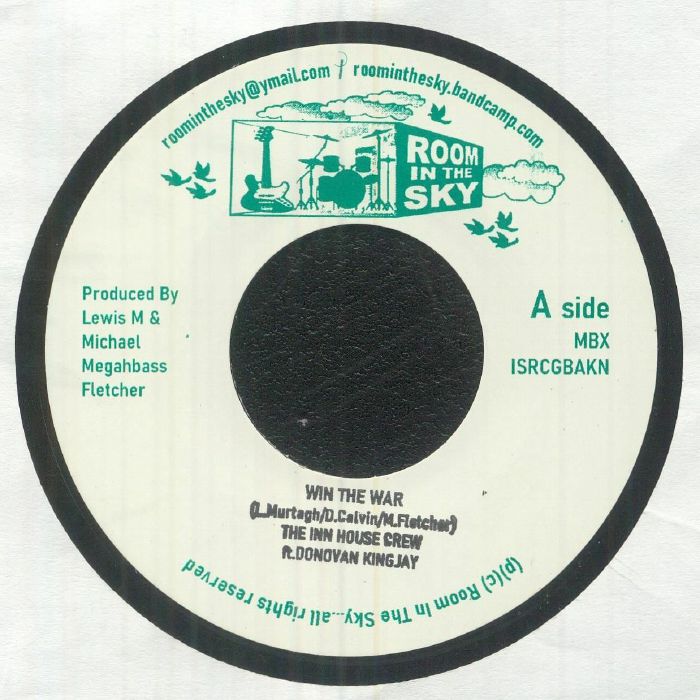 roominthesky@ymail.com | roominthesky.bandcamp.com
ROOM
IN THE
SKY
Produced By
Lewis M &
Michael
Megahbass
Fletcher
A side
MBX
ISRCGBAKN
WIN THE WAR
(L.Murtagh/D.Calvin/M.Fletcher)
THE INN HOUSE CREW
ft.DONOVAN KINGJAY
(p)(c) Room In The Sky...all rights reserved